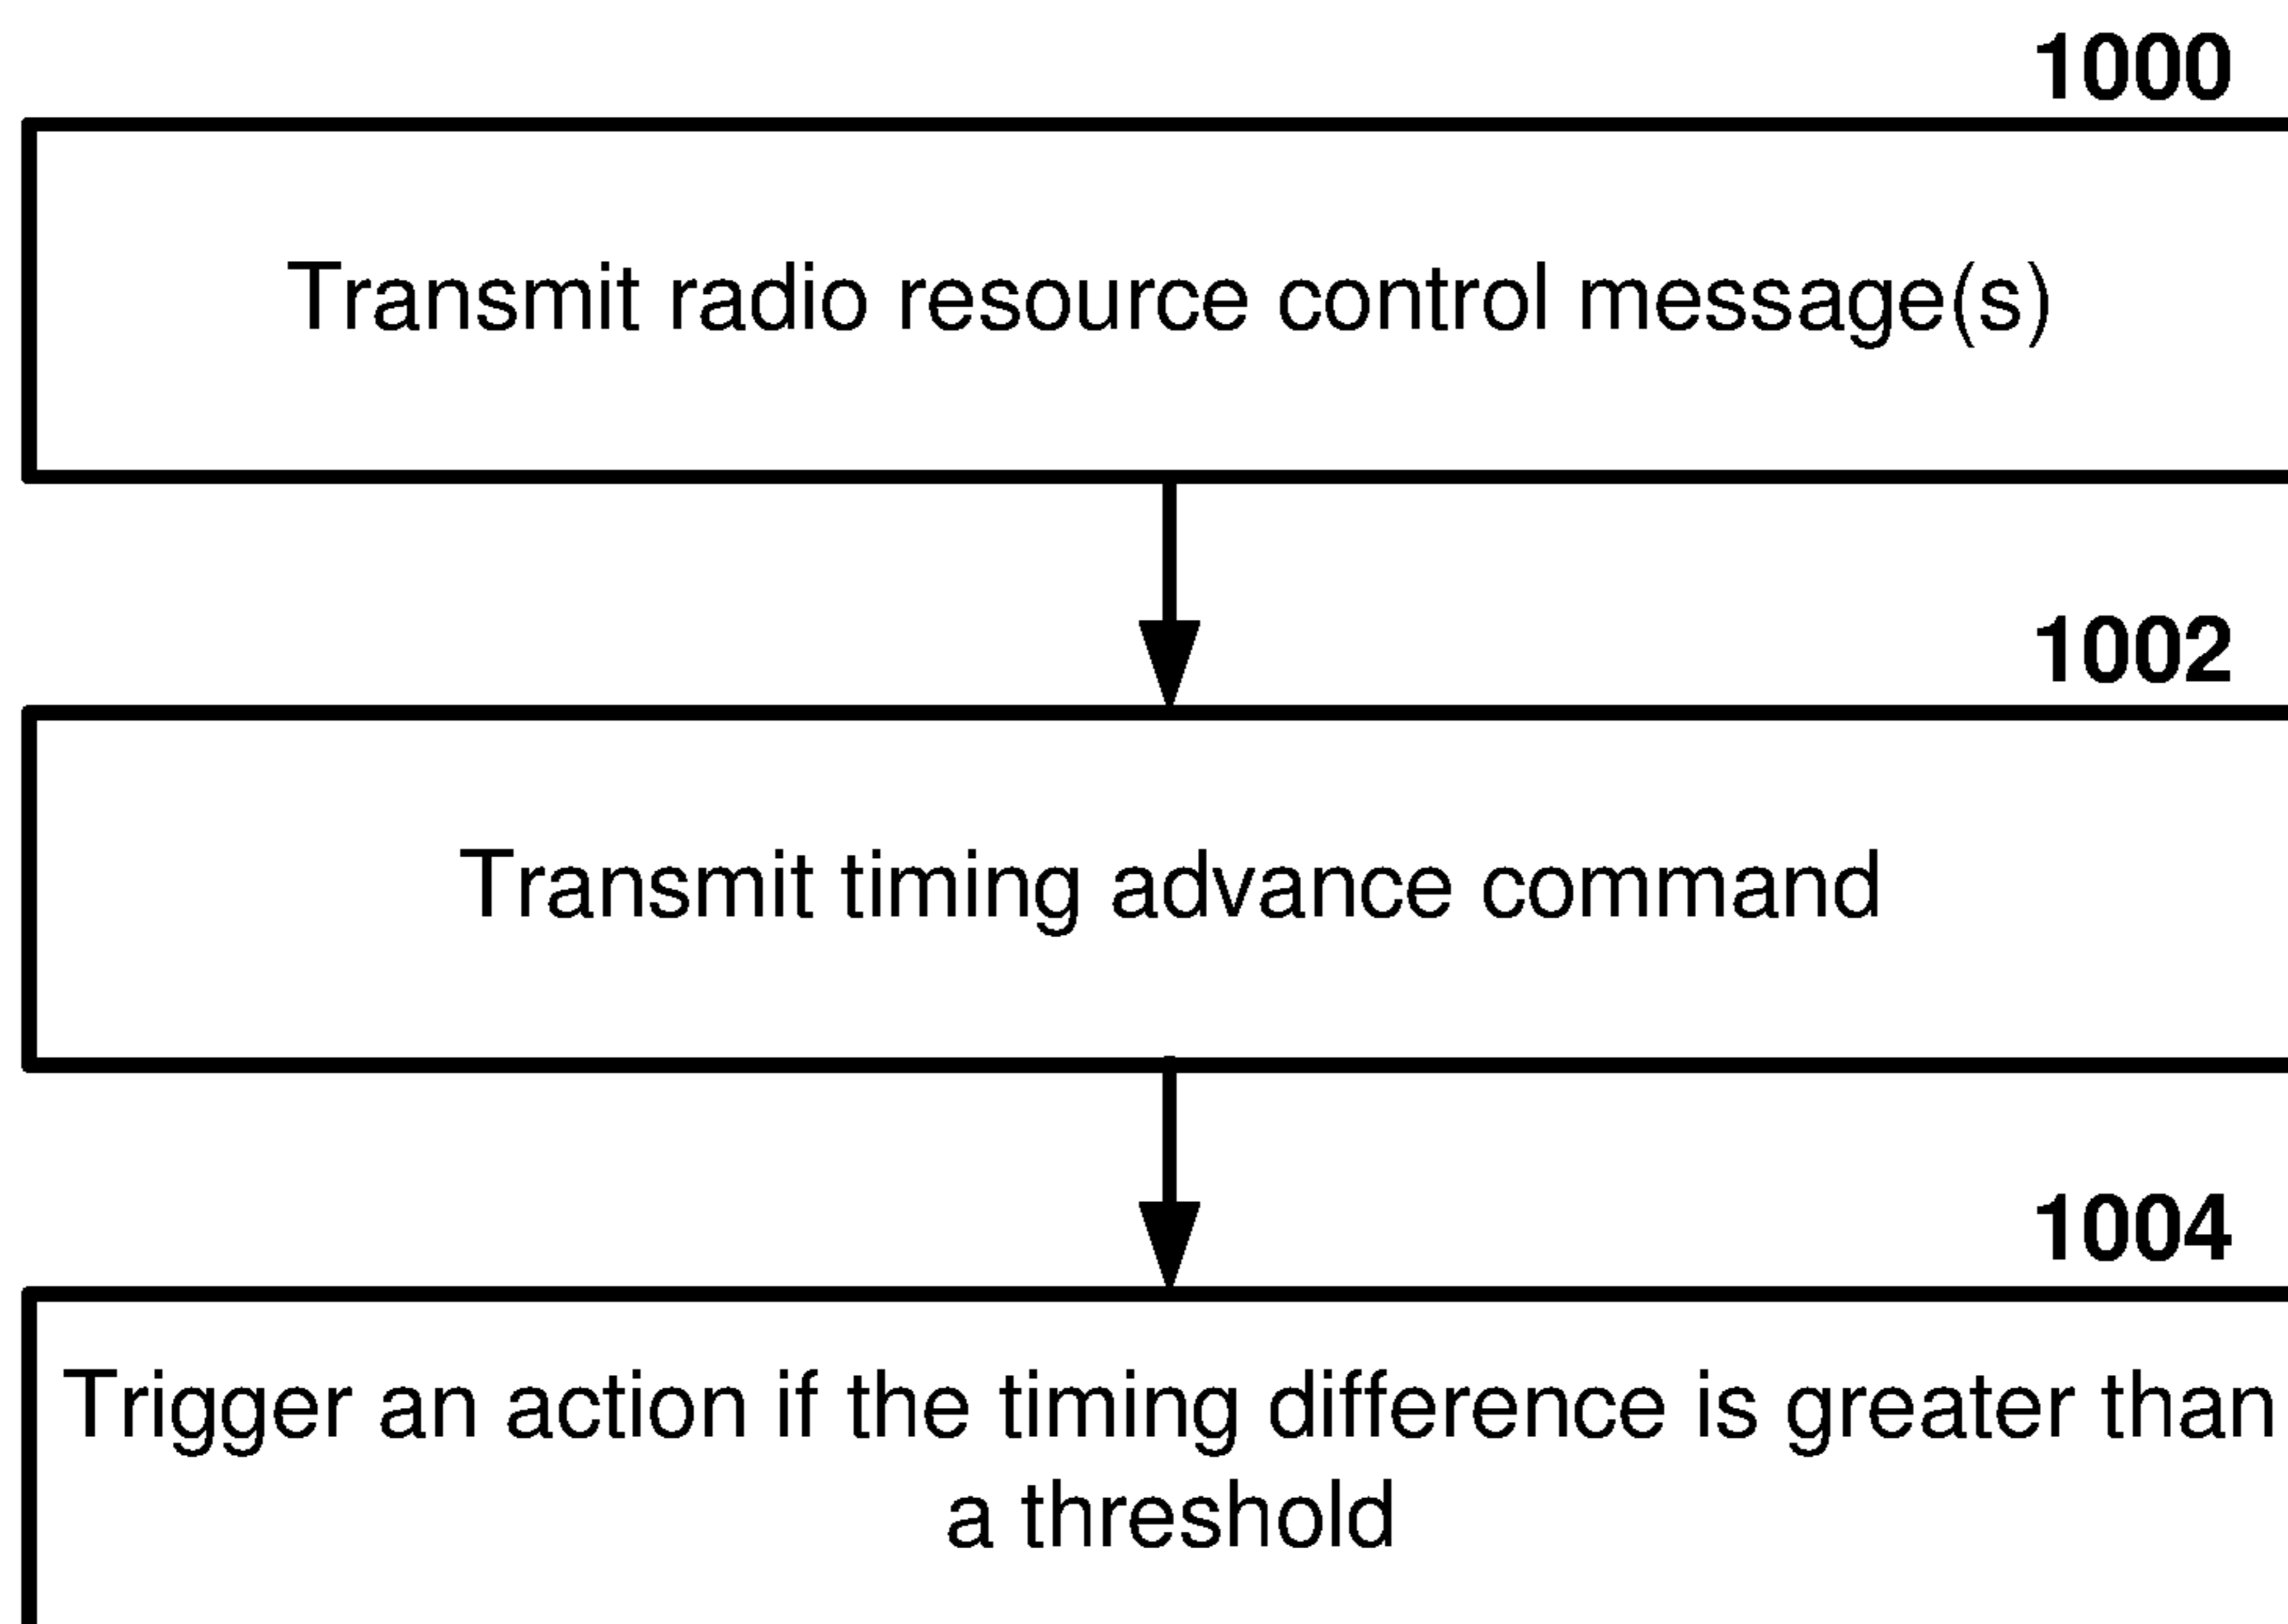 1000
Transmit radio resource control message(s)
1002
Transmit timing advance command
1004
Trigger an action if the timing difference is greater than
a threshold